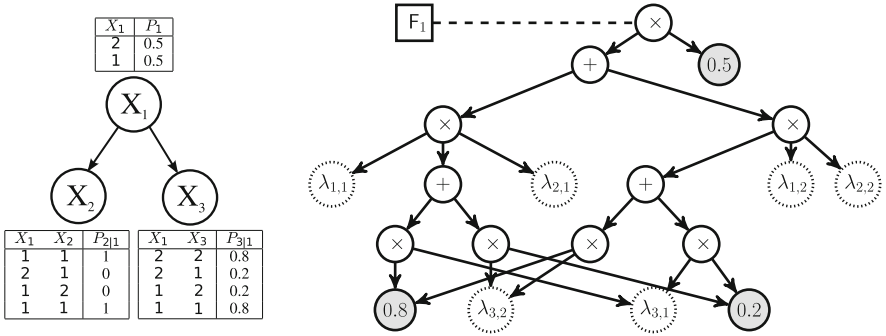 X₁ P₁
2 0.5
1 0.5
X₁
X₂ X₃
X₁ X₂ P₂|₁
1 1 1
2 1 0
1 2 0
1 1 1
X₁ X₃ P₃|₁
2 2 0.8
2 1 0.2
1 2 0.2
1 1 0.8
F₁ ×
+ 0.5
× ×
λ₁,₁ + λ₂,₁ + λ₁,₂ λ₂,₂
× × × ×
0.8 λ₃,₂ λ₃,₁ 0.2